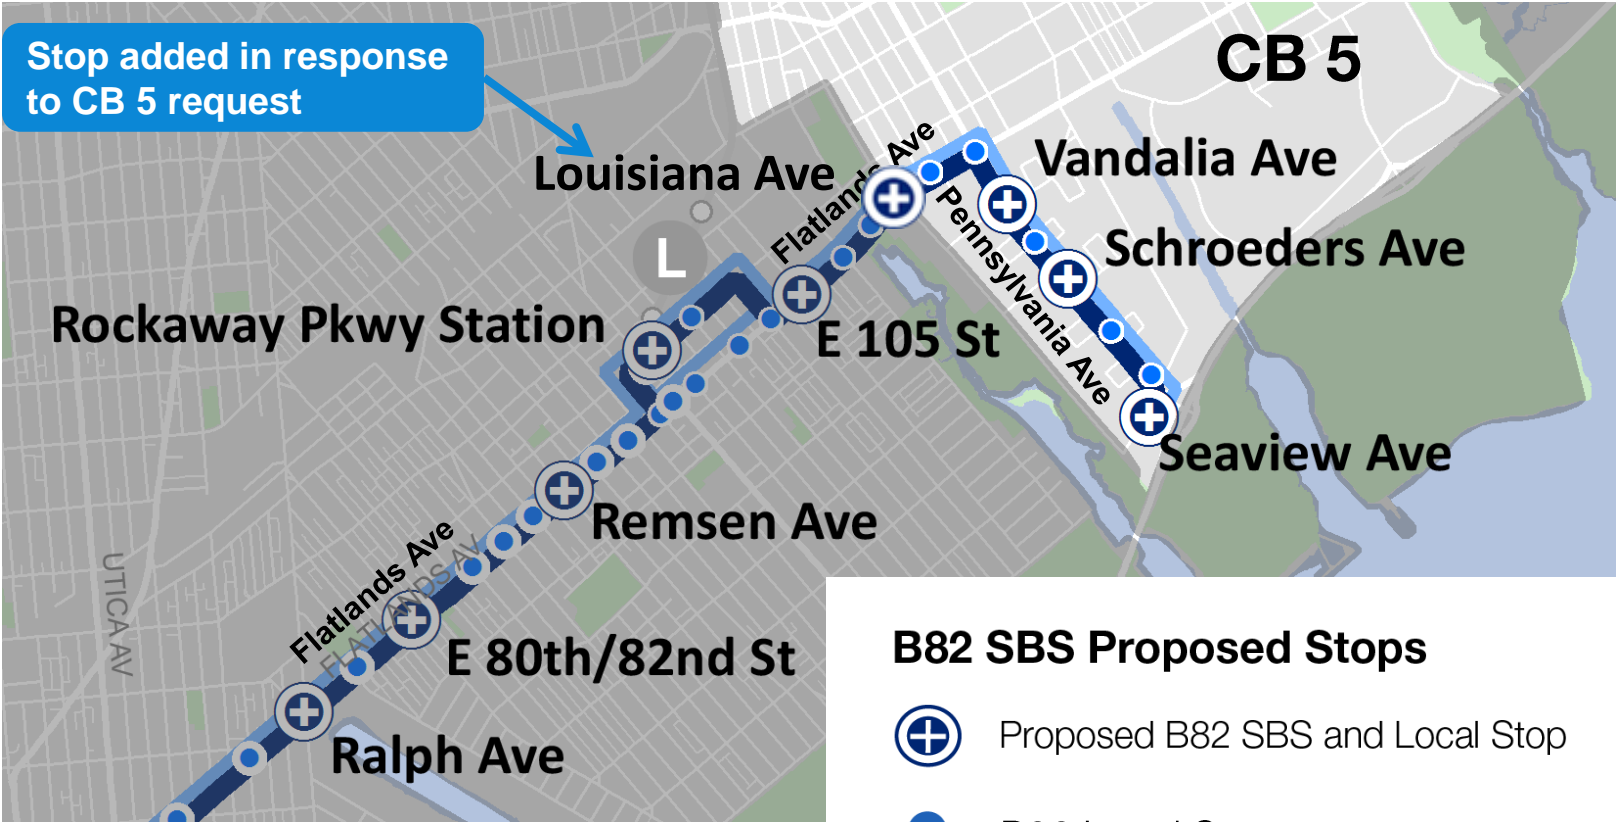 Stop added in response
to CB 5 request
CB 5
Louisiana Ave
Flatlands Ave
Vandalia Ave
Schroeders Ave
Pennsylvania Ave
L
Rockaway Pkwy Station
E 105 St
Seaview Ave
Remsen Ave
Flatlands Ave
FLATLANDS AV
UTICA AV
E 80th/82nd St
Ralph Ave
B82 SBS Proposed Stops
Proposed B82 SBS and Local Stop